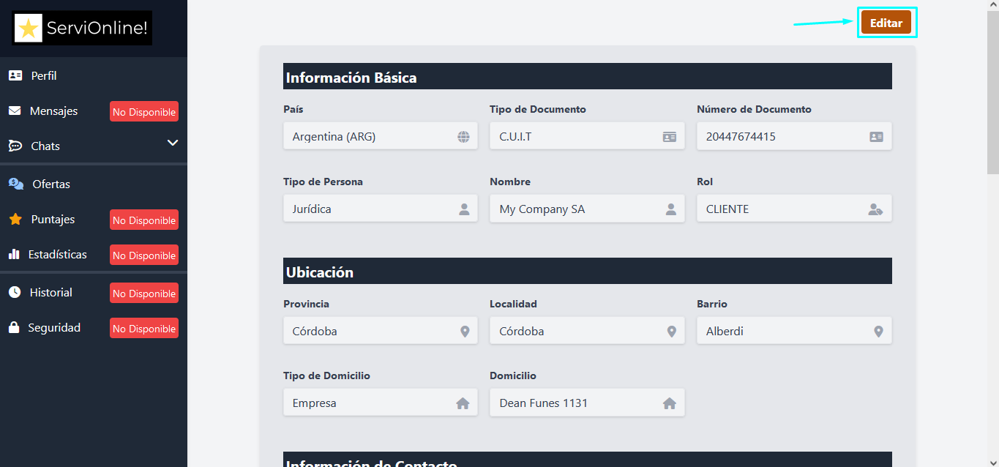 ServiOnline!
Editar
Perfil
Mensajes No Disponible
Chats
Ofertas
Puntajes No Disponible
Estadísticas No Disponible
Historial No Disponible
Seguridad No Disponible
Información Básica
País Tipo de Documento Número de Documento
Argentina (ARG) C.U.I.T 20447674415
Tipo de Persona Nombre Rol
Jurídica My Company SA CLIENTE
Ubicación
Provincia Localidad Barrio
Córdoba Córdoba Alberdi
Tipo de Domicilio Domicilio
Empresa Dean Funes 1131
Información de Contacto